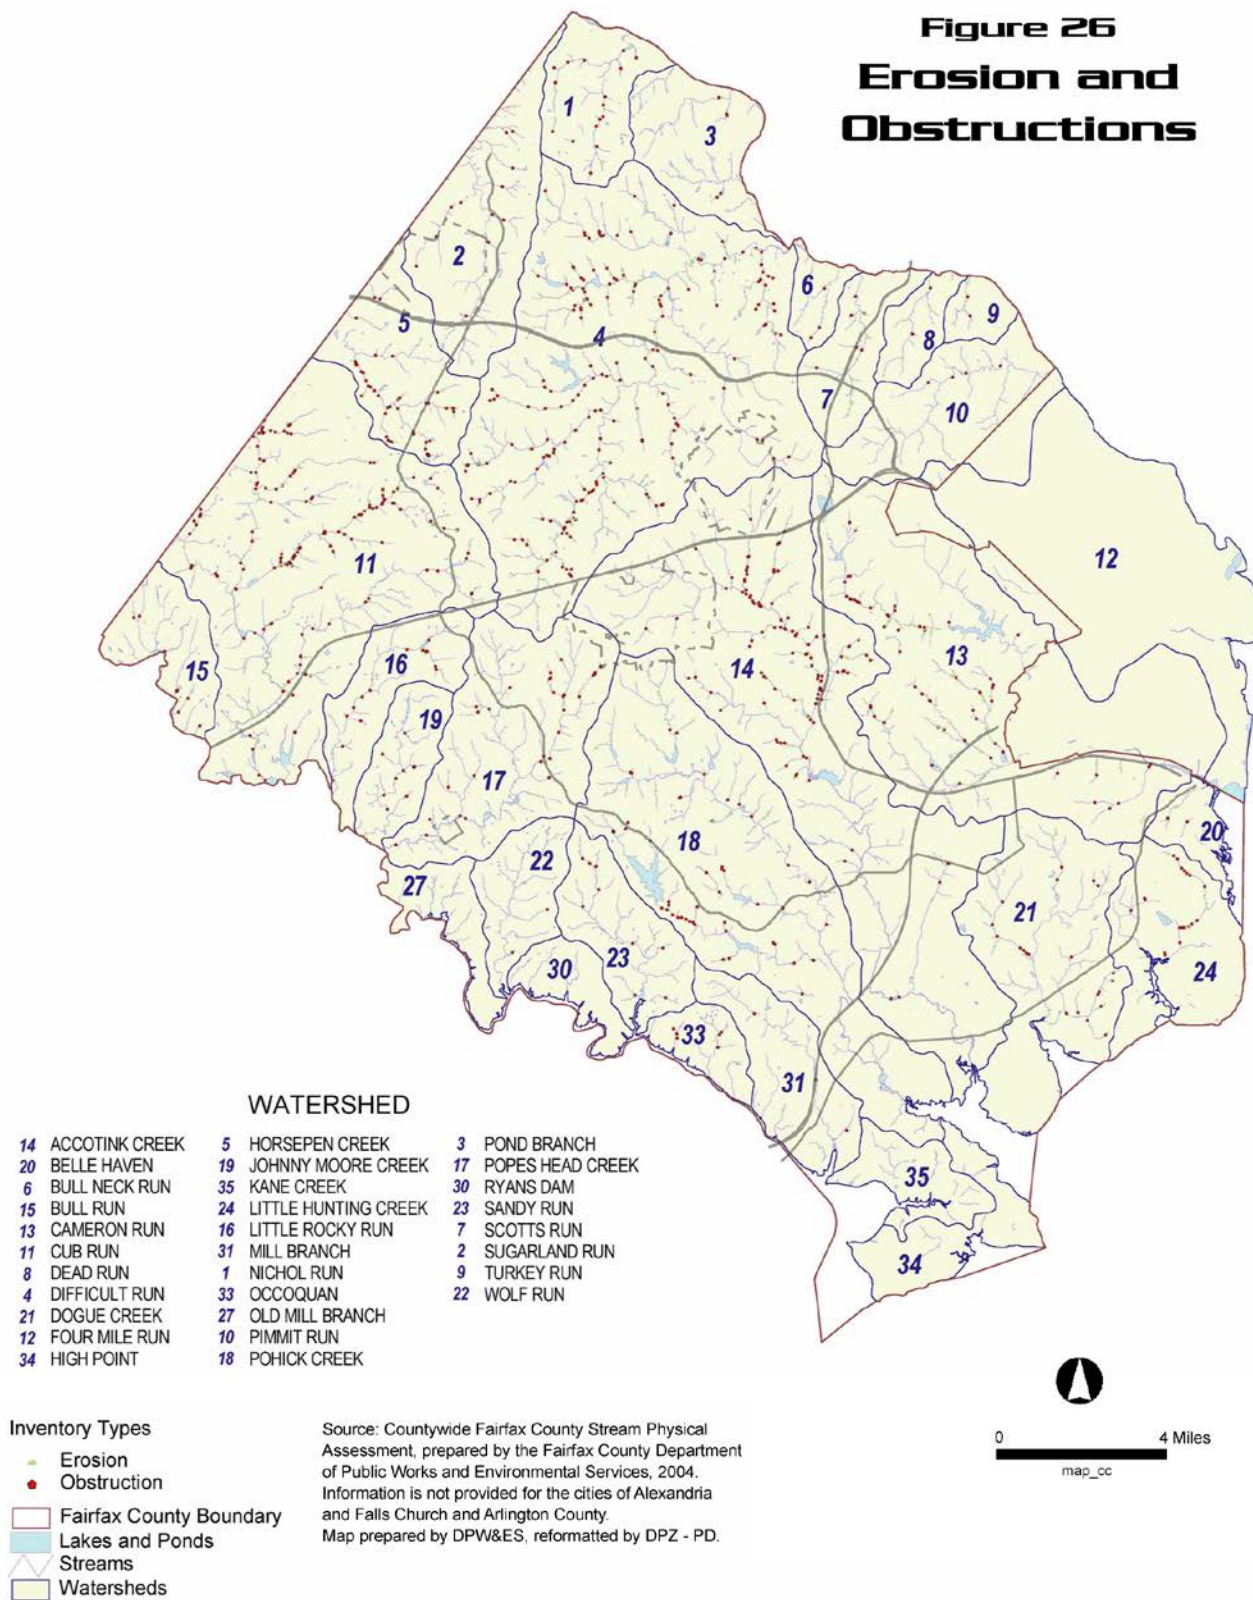 Figure 26
Erosion and
Obstructions
1
3
2
6
9
5
4
8
7
10
11
12
13
14
15
16
19
17
18
20
22
27
21
23
30
24
33
31
35
34
WATERSHED
14 ACCOTINK CREEK
20 BELLE HAVEN
6 BULL NECK RUN
15 BULL RUN
13 CAMERON RUN
11 CUB RUN
8 DEAD RUN
4 DIFFICULT RUN
21 DOGUE CREEK
12 FOUR MILE RUN
34 HIGH POINT
5 HORSEPEN CREEK
19 JOHNNY MOORE CREEK
35 KANE CREEK
24 LITTLE HUNTING CREEK
16 LITTLE ROCKY RUN
31 MILL BRANCH
1 NICHOL RUN
33 OCCOQUAN
27 OLD MILL BRANCH
10 PIMMIT RUN
18 POHICK CREEK
3 POND BRANCH
17 POPES HEAD CREEK
30 RYANS DAM
23 SANDY RUN
7 SCOTTS RUN
2 SUGARLAND RUN
9 TURKEY RUN
22 WOLF RUN
Inventory Types
Erosion
Obstruction
Fairfax County Boundary
Lakes and Ponds
Streams
Watersheds
Source: Countywide Fairfax County Stream Physical
Assessment, prepared by the Fairfax County Department
of Public Works and Environmental Services, 2004.
Information is not provided for the cities of Alexandria
and Falls Church and Arlington County.
Map prepared by DPW&ES, reformatted by DPZ - PD.
0 4 Miles
map_cc